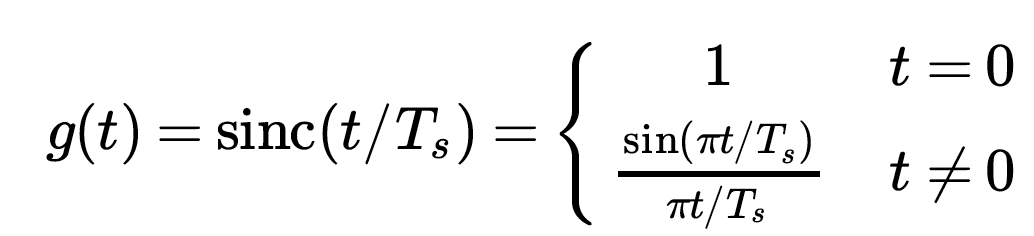 g(t) = sinc(t/T_s) = { 1 t = 0
sin(πt/T_s)/πt/T_s t ≠ 0